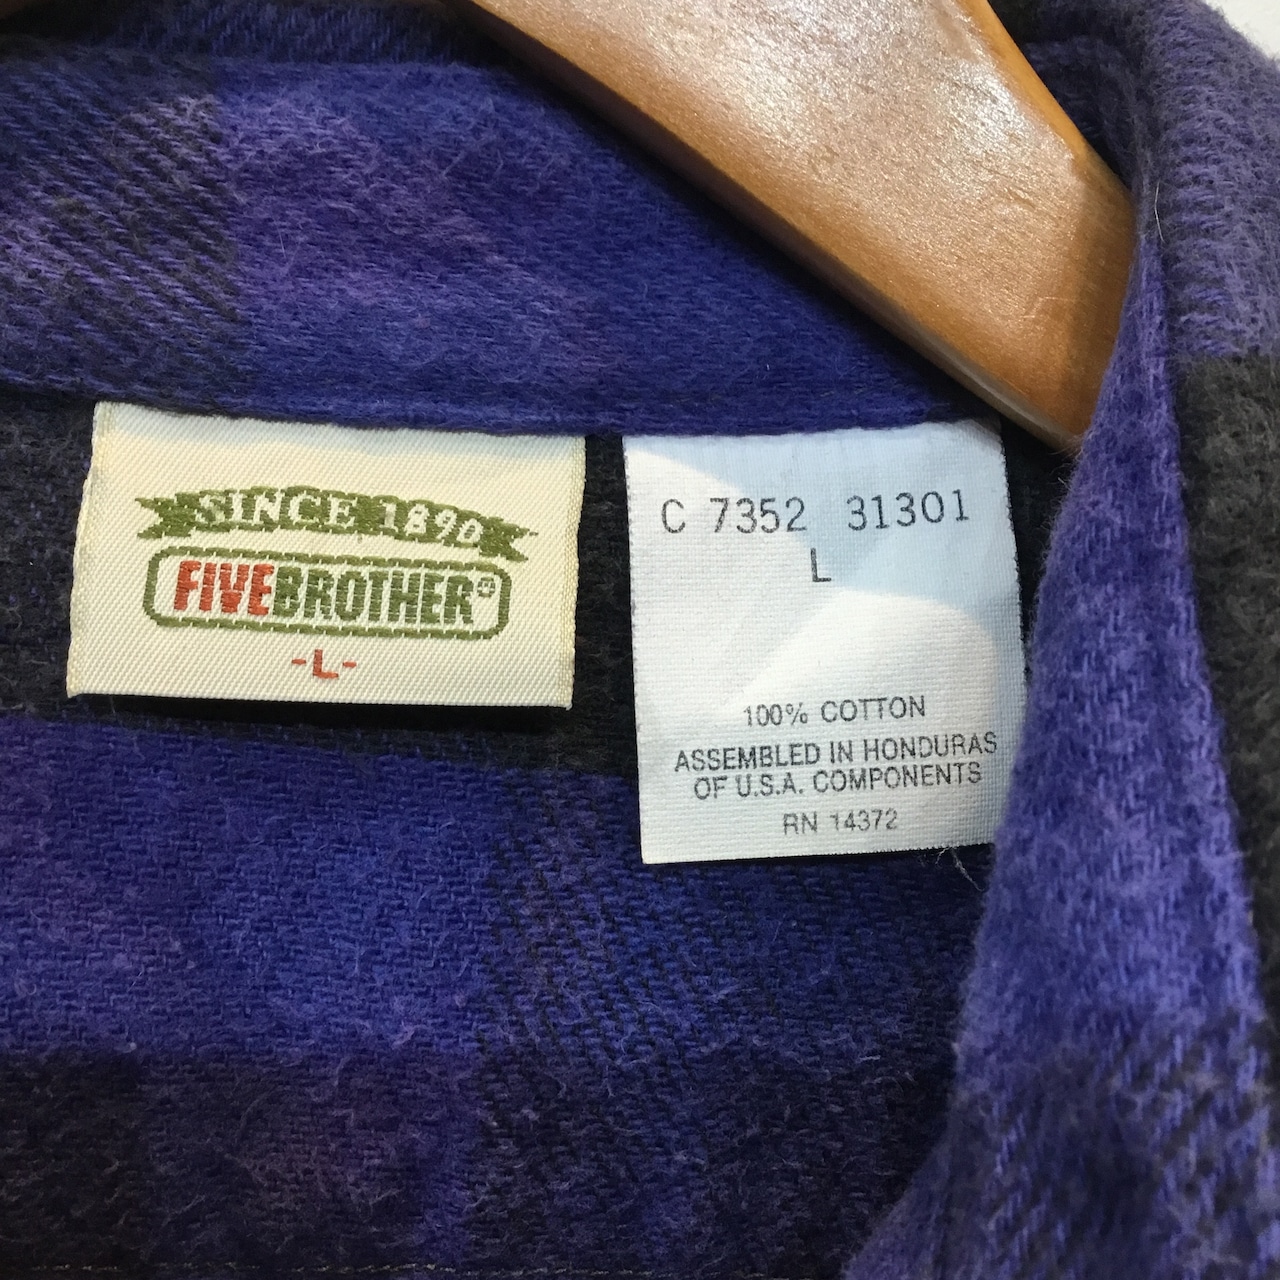 SINCE 1890
FIVEBROTHER®
-L-
C 7352 31301
L
100% COTTON
ASSEMBLED IN HONDURAS
OF U.S.A. COMPONENTS
RN 14372